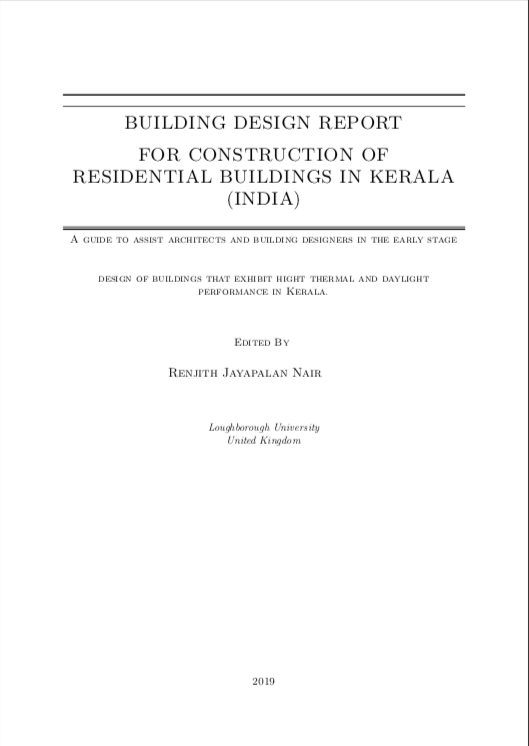 BUILDING DESIGN REPORT
FOR CONSTRUCTION OF
RESIDENTIAL BUILDINGS IN KERALA
(INDIA)
A GUIDE TO ASSIST ARCHITECTS AND BUILDING DESIGNERS IN THE EARLY STAGE
DESIGN OF BUILDINGS THAT EXHIBIT HIGHT THERMAL AND DAYLIGHT
PERFORMANCE IN KERALA.
EDITED BY
RENJITH JAYAPALAN NAIR
Loughborough University
United Kingdom
2019